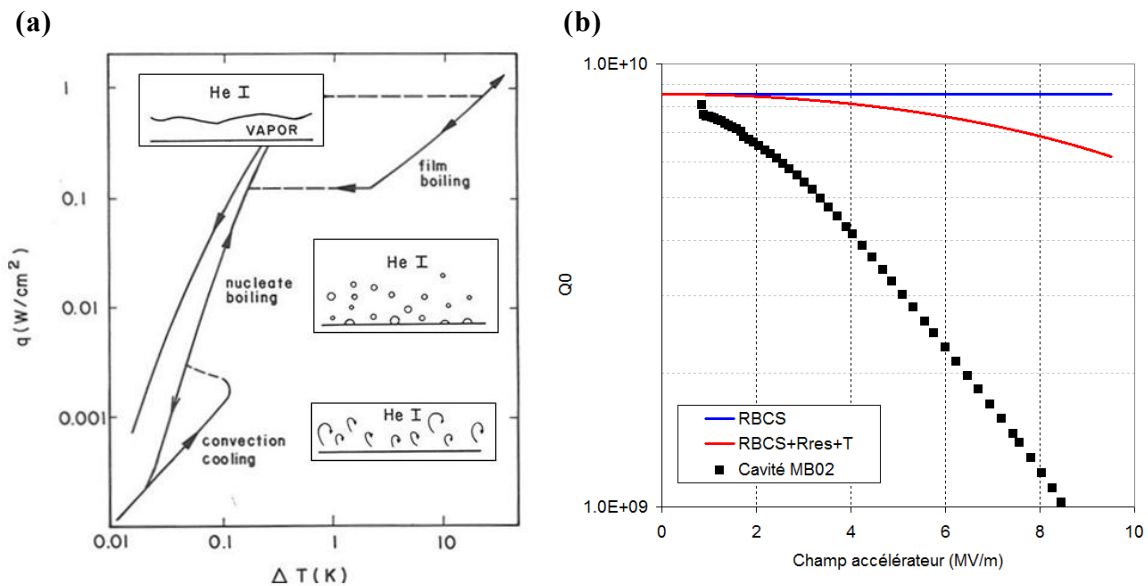 (a)
q (W/cm²)
1
0.1
0.01
0.001
He I
VAPOR
film
boiling
nucleate
boiling
He I
convection
cooling
He I
0.01
0.1
1
10
Δ T (K)
(b)
1.0E+10
Q0
1.0E+09
RBCS
RBCS+Rres+T
Cavité MB02
0
2
4
6
8
10
Champ accélérateur (MV/m)